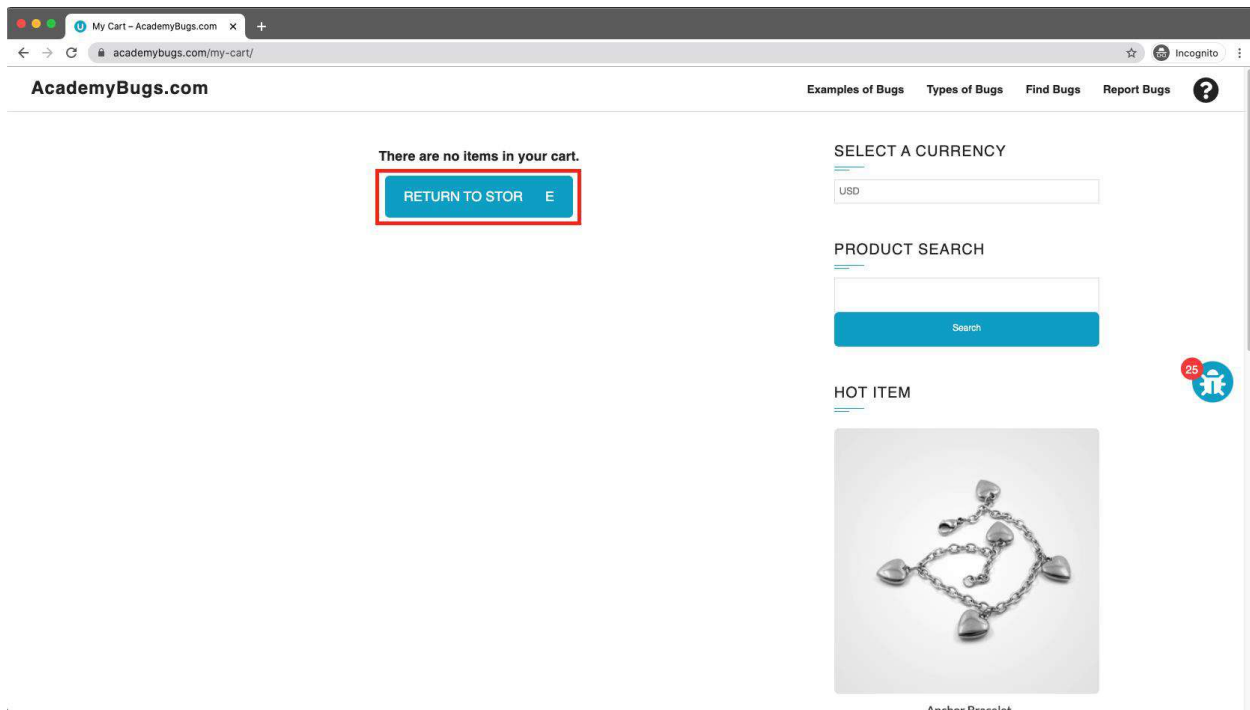 My Cart – AcademyBugs.com
academybugs.com/my-cart/
Incognito
AcademyBugs.com
Examples of Bugs Types of Bugs Find Bugs Report Bugs ?
There are no items in your cart.
RETURN TO STOR E
SELECT A CURRENCY
USD
PRODUCT SEARCH
Search
25
HOT ITEM
Anchor Bracelet